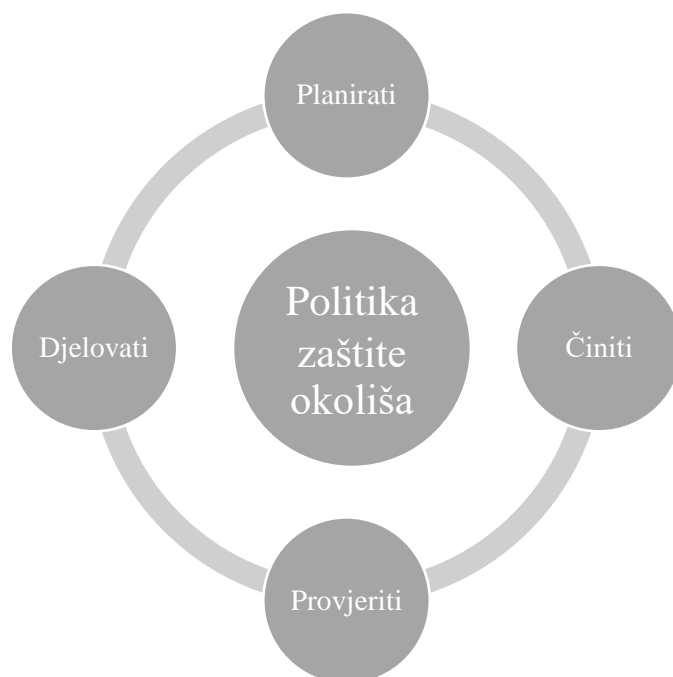 Planirati
Djelovati
Politika
zaštite
okoliša
Činiti
Provjeriti